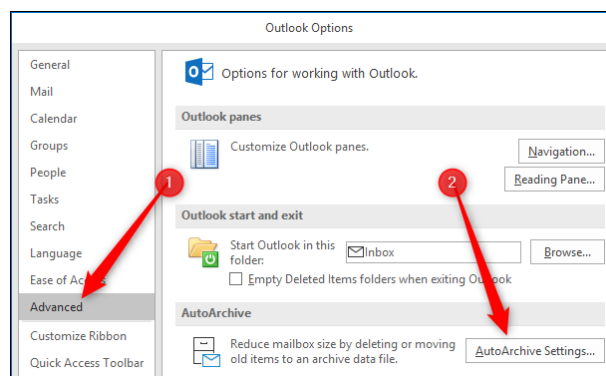 Outlook Options
General
Mail
Calendar
Groups
People
Tasks
Search
Language
Ease of
Advanced
Customize Ribbon
Quick Access Toolbar
Options for working with Outlook.
Outlook panes
Customize Outlook panes.
Navigation...
Reading Pane...
1
2
Outlook start and exit
Start Outlook in this
folder:
Inbox
Browse...
Empty Deleted Items folders when exiting Outlook
AutoArchive
Reduce mailbox size by deleting or moving
old items to an archive data file.
AutoArchive Settings...